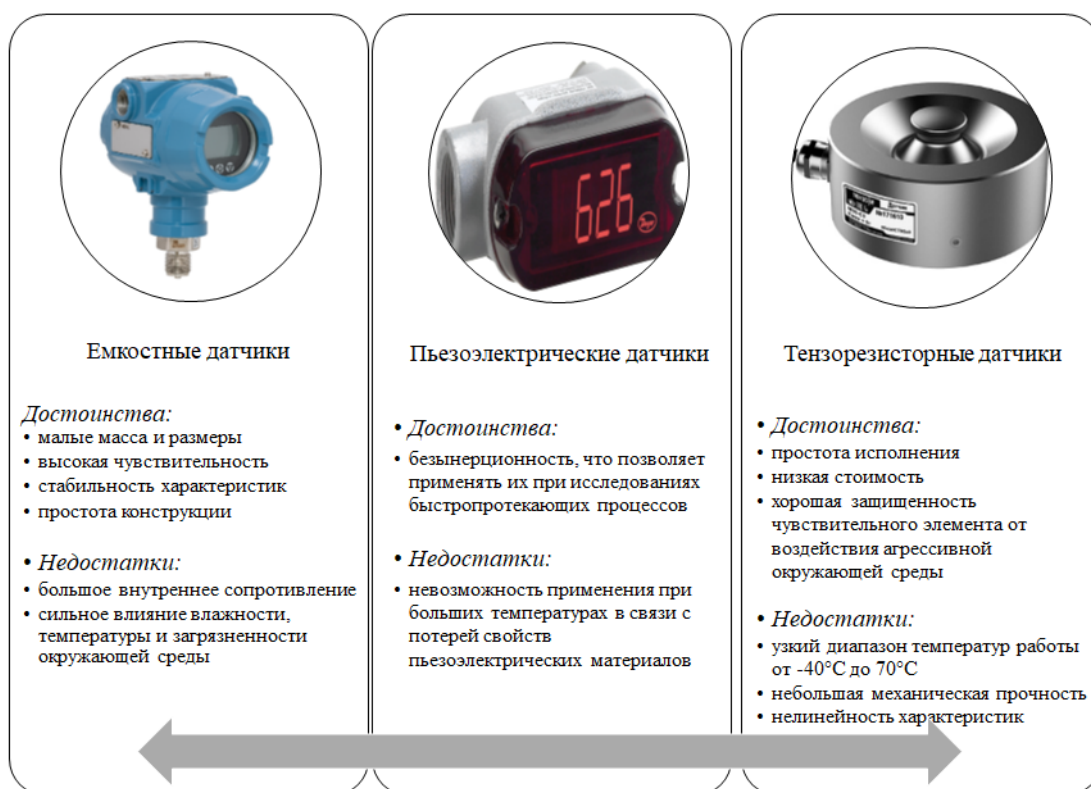 626
Емкостные датчики
Достоинства:
• малые масса и размеры
• высокая чувствительность
• стабильность характеристик
• простота конструкции
• Недостатки:
• большое внутреннее сопротивление
• сильное влияние влажности,
температуры и загрязненности
окружающей среды
Пьезоэлектрические датчики
• Достоинства:
• безынерционность, что позволяет
применять их при исследованиях
быстропротекающих процессов
• Недостатки:
• невозможность применения при
больших температурах в связи с
потерей свойств
пьезоэлектрических материалов
Тензорезисторные датчики
• Достоинства:
• простота исполнения
• низкая стоимость
• хорошая защищенность
чувствительного элемента от
воздействия агрессивной
окружающей среды
• Недостатки:
• узкий диапазон температур работы
от -40°С до 70°С
• небольшая механическая прочность
• нелинейность характеристик